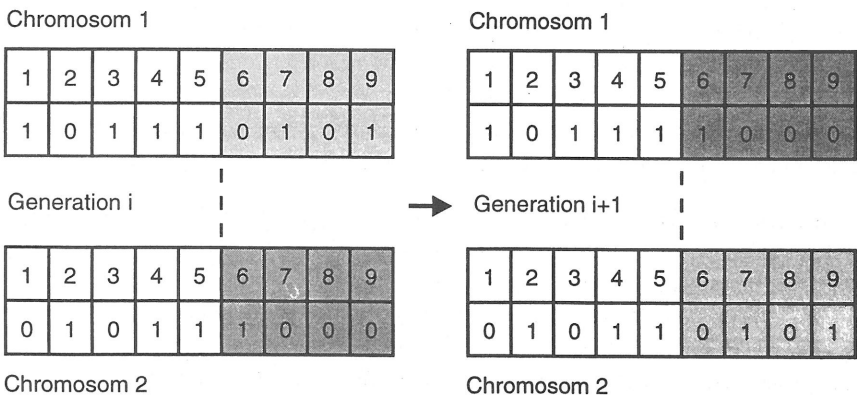 Chromosom 1
1 2 3 4 5 6 7 8 9
1 0 1 1 1 0 1 0 1
Generation i
1 2 3 4 5 6 7 8 9
0 1 0 1 1 1 0 0 0
Chromosom 2
Chromosom 1
1 2 3 4 5 6 7 8 9
1 0 1 1 1 1 0 0 0
Generation i+1
1 2 3 4 5 6 7 8 9
0 1 0 1 1 0 1 0 1
Chromosom 2